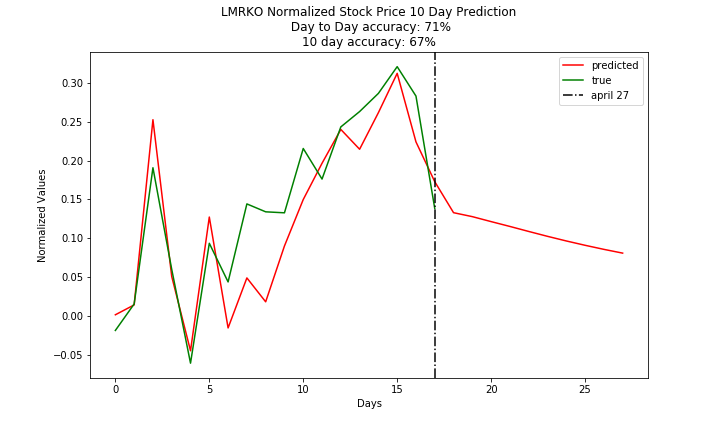 LMRKO Normalized Stock Price 10 Day Prediction
Day to Day accuracy: 71%
10 day accuracy: 67%
predicted
true
april 27
Normalized Values
0.30
0.25
0.20
0.15
0.10
0.05
0.00
−0.05
0 5 10 15 20 25
Days